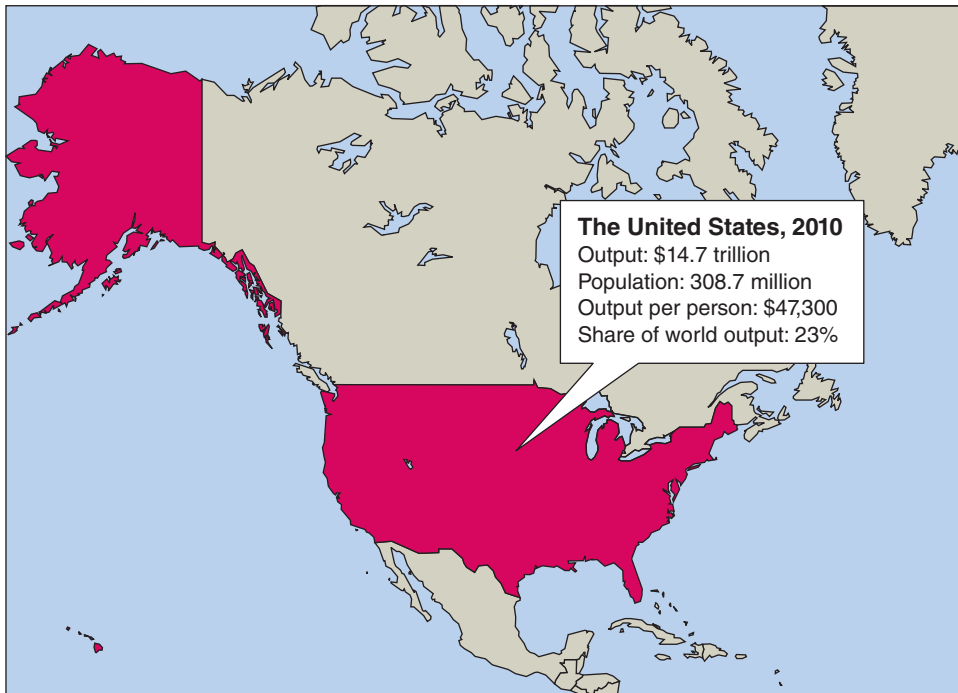 The United States, 2010
Output: $14.7 trillion
Population: 308.7 million
Output per person: $47,300
Share of world output: 23%